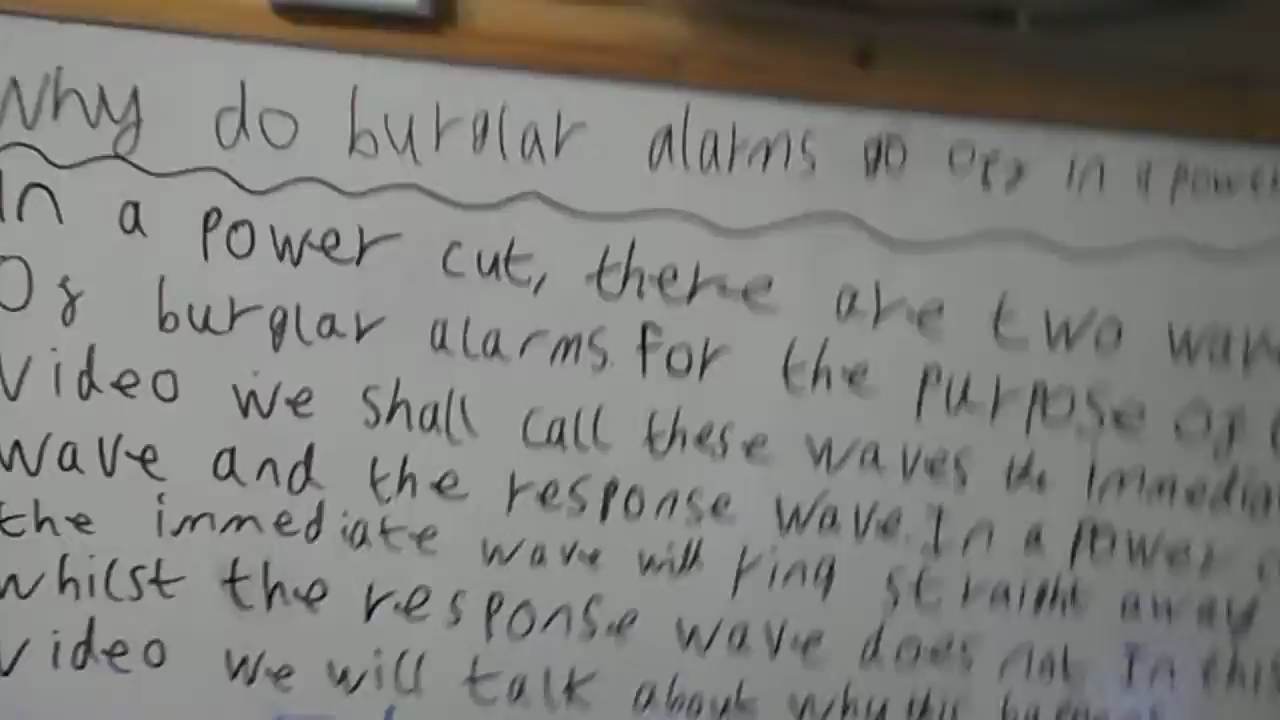 Why do burglar alarms go off in a power
In a power cut, there are two
of burglar alarms. For the purpose of
video we shall call these waves the
wave and the response wave. In a power
the immediate wave will ring straight away
whilst the response wave does not. In this
video we will talk about why this